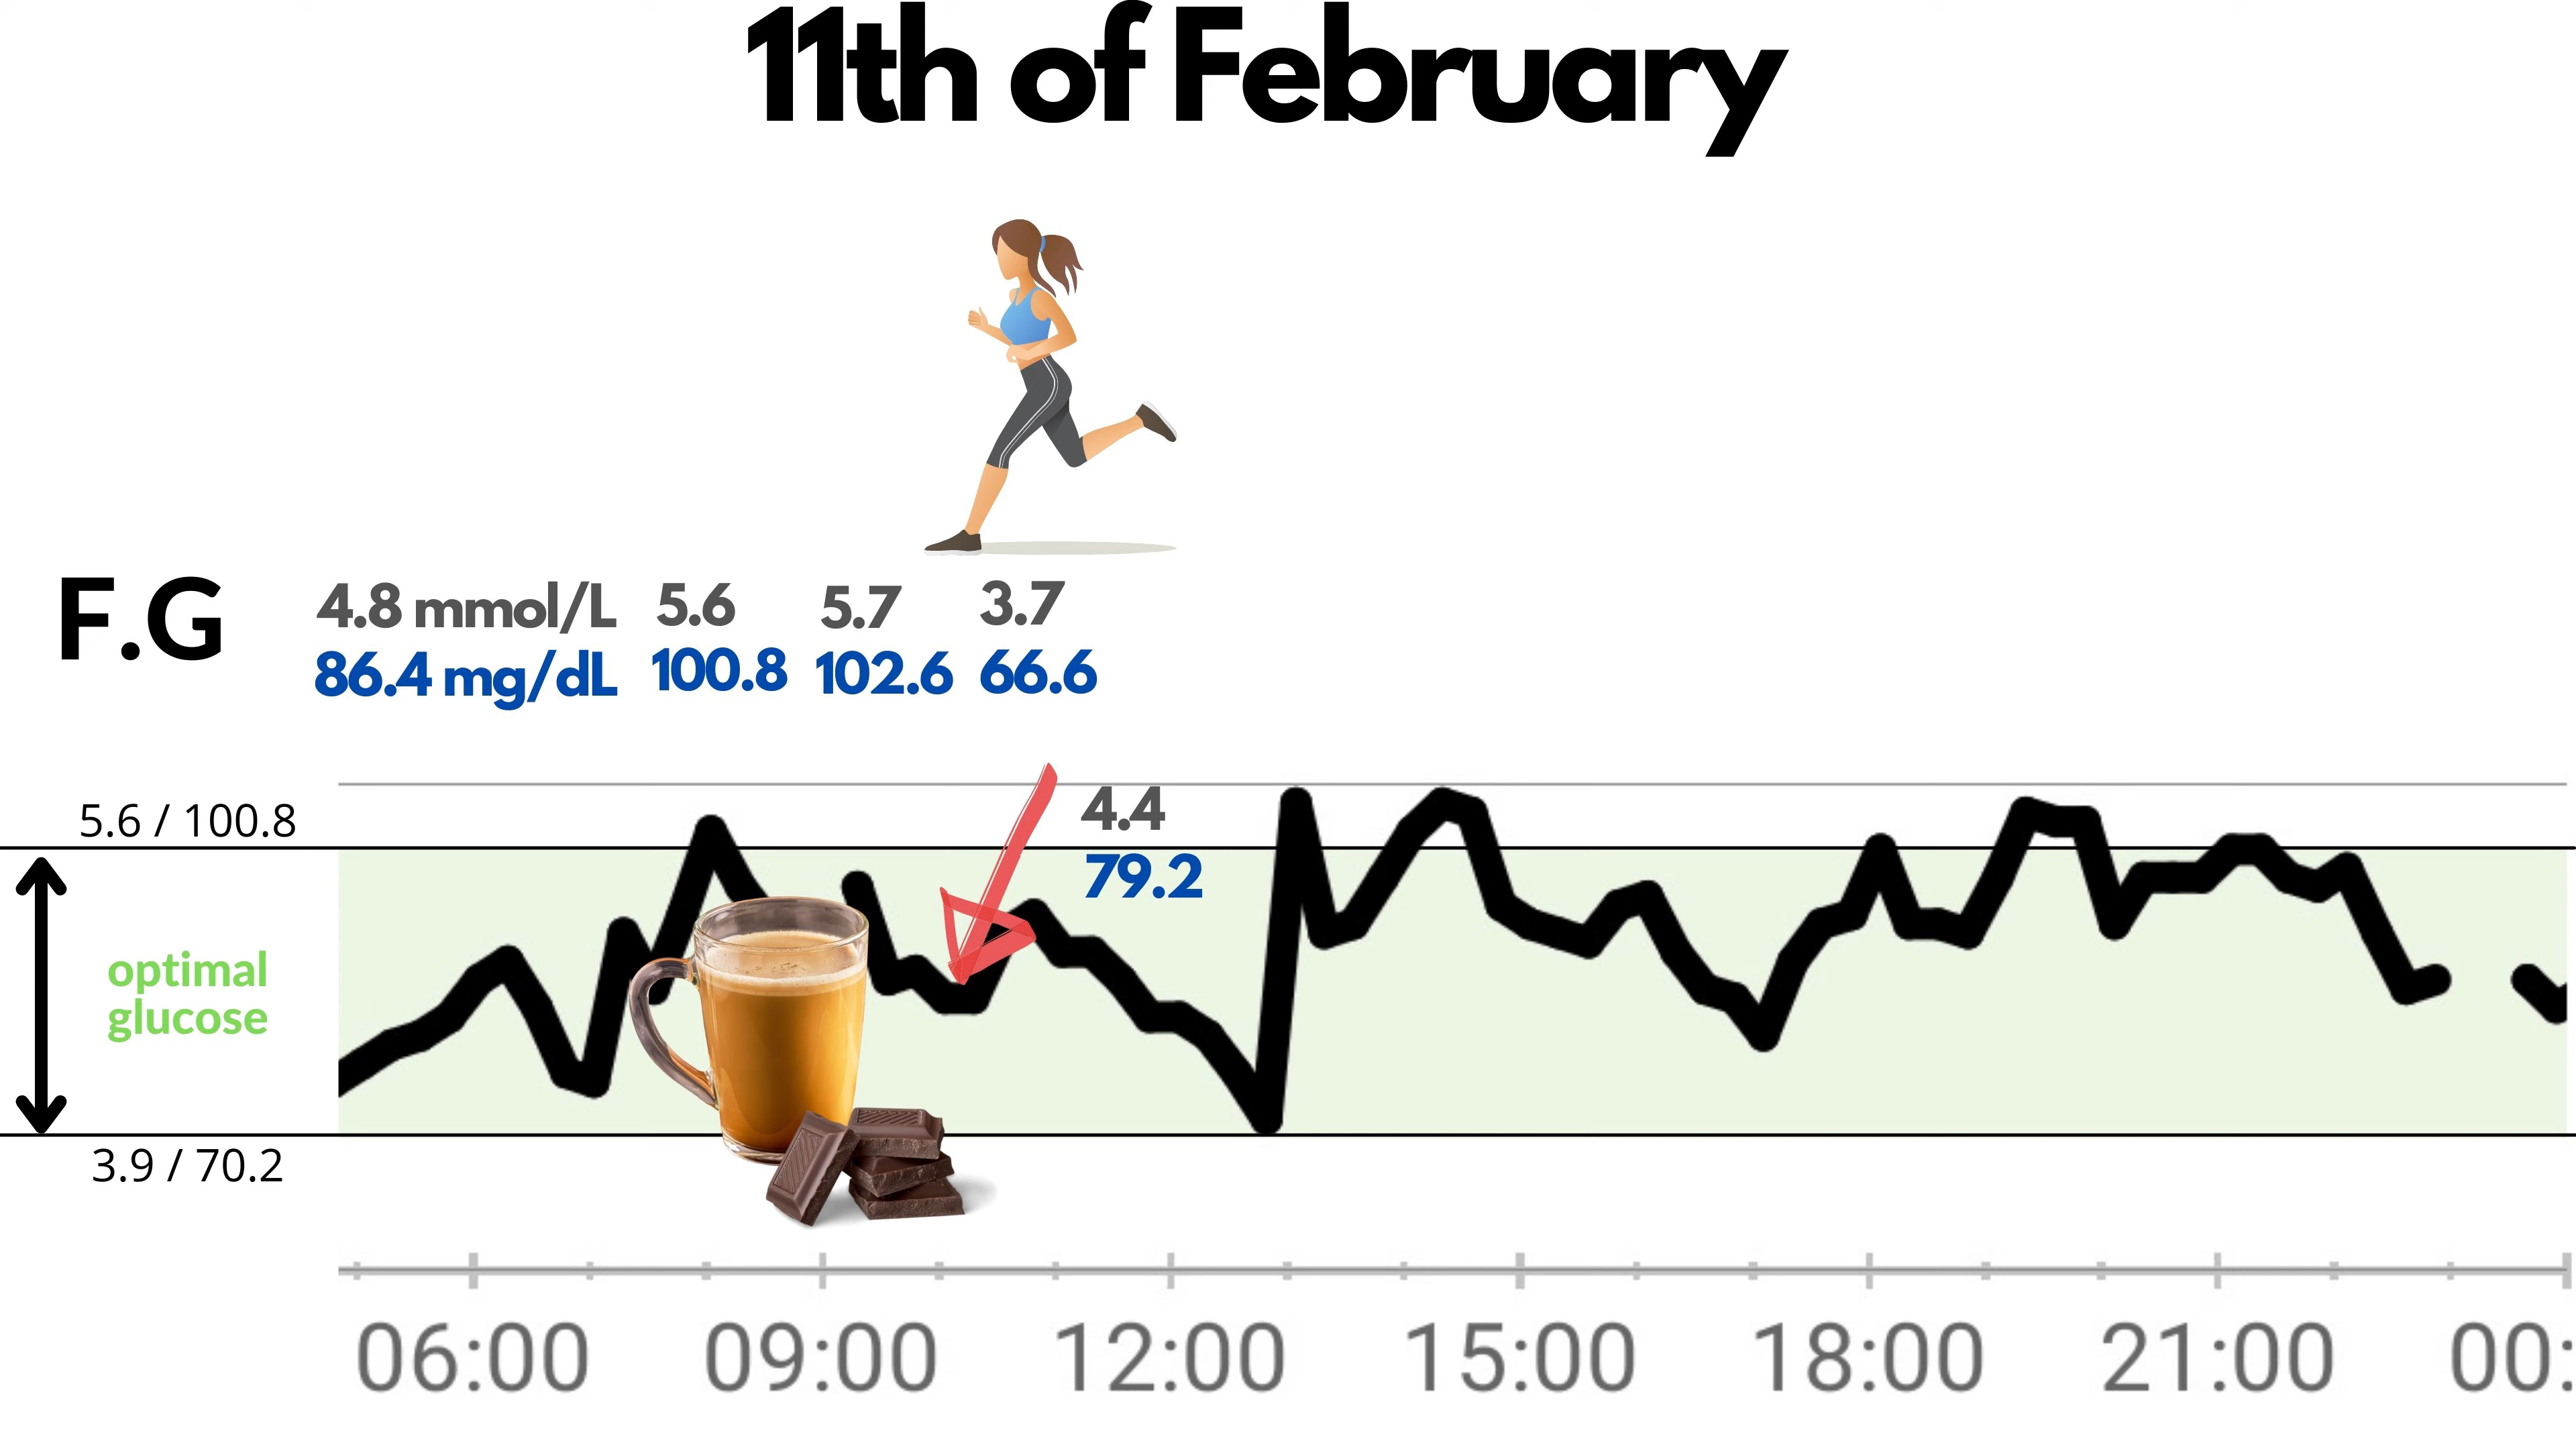 11th of February
F.G
4.8 mmol/L 5.6 5.7 3.7
86.4 mg/dL 100.8 102.6 66.6
4.4
79.2
5.6 / 100.8
optimal
glucose
3.9 / 70.2
06:00 09:00 12:00 15:00 18:00 21:00 00: